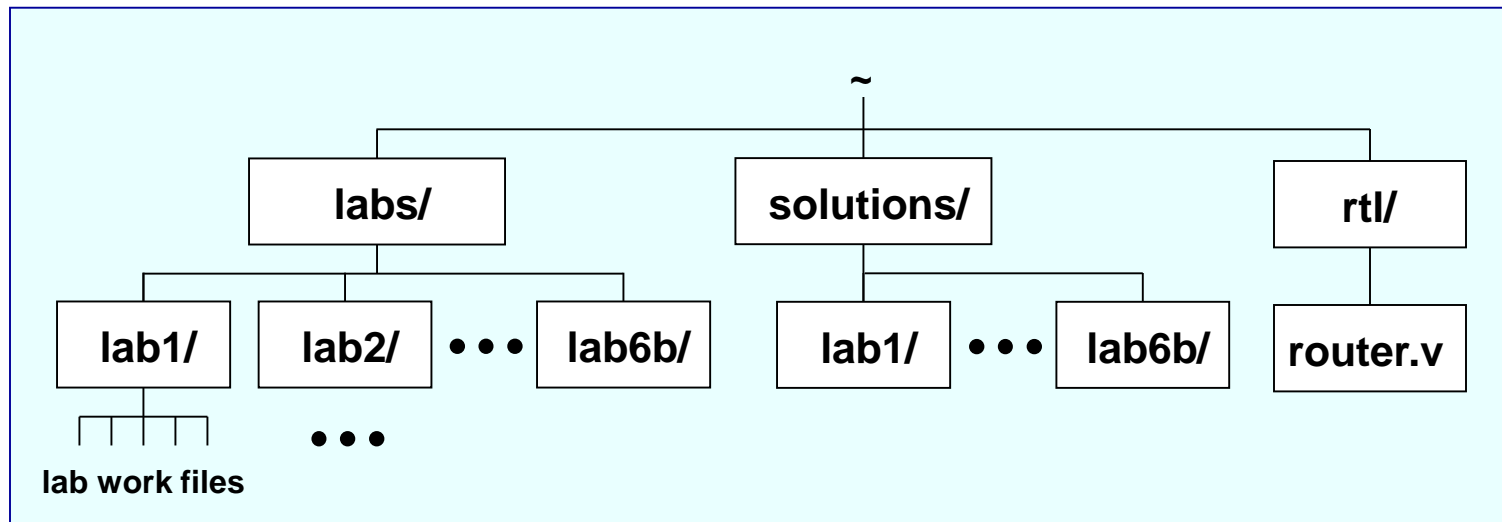 ~
labs/
solutions/
rtl/
lab1/
lab2/
•••
lab6b/
lab1/
•••
lab6b/
router.v
•••
lab work files